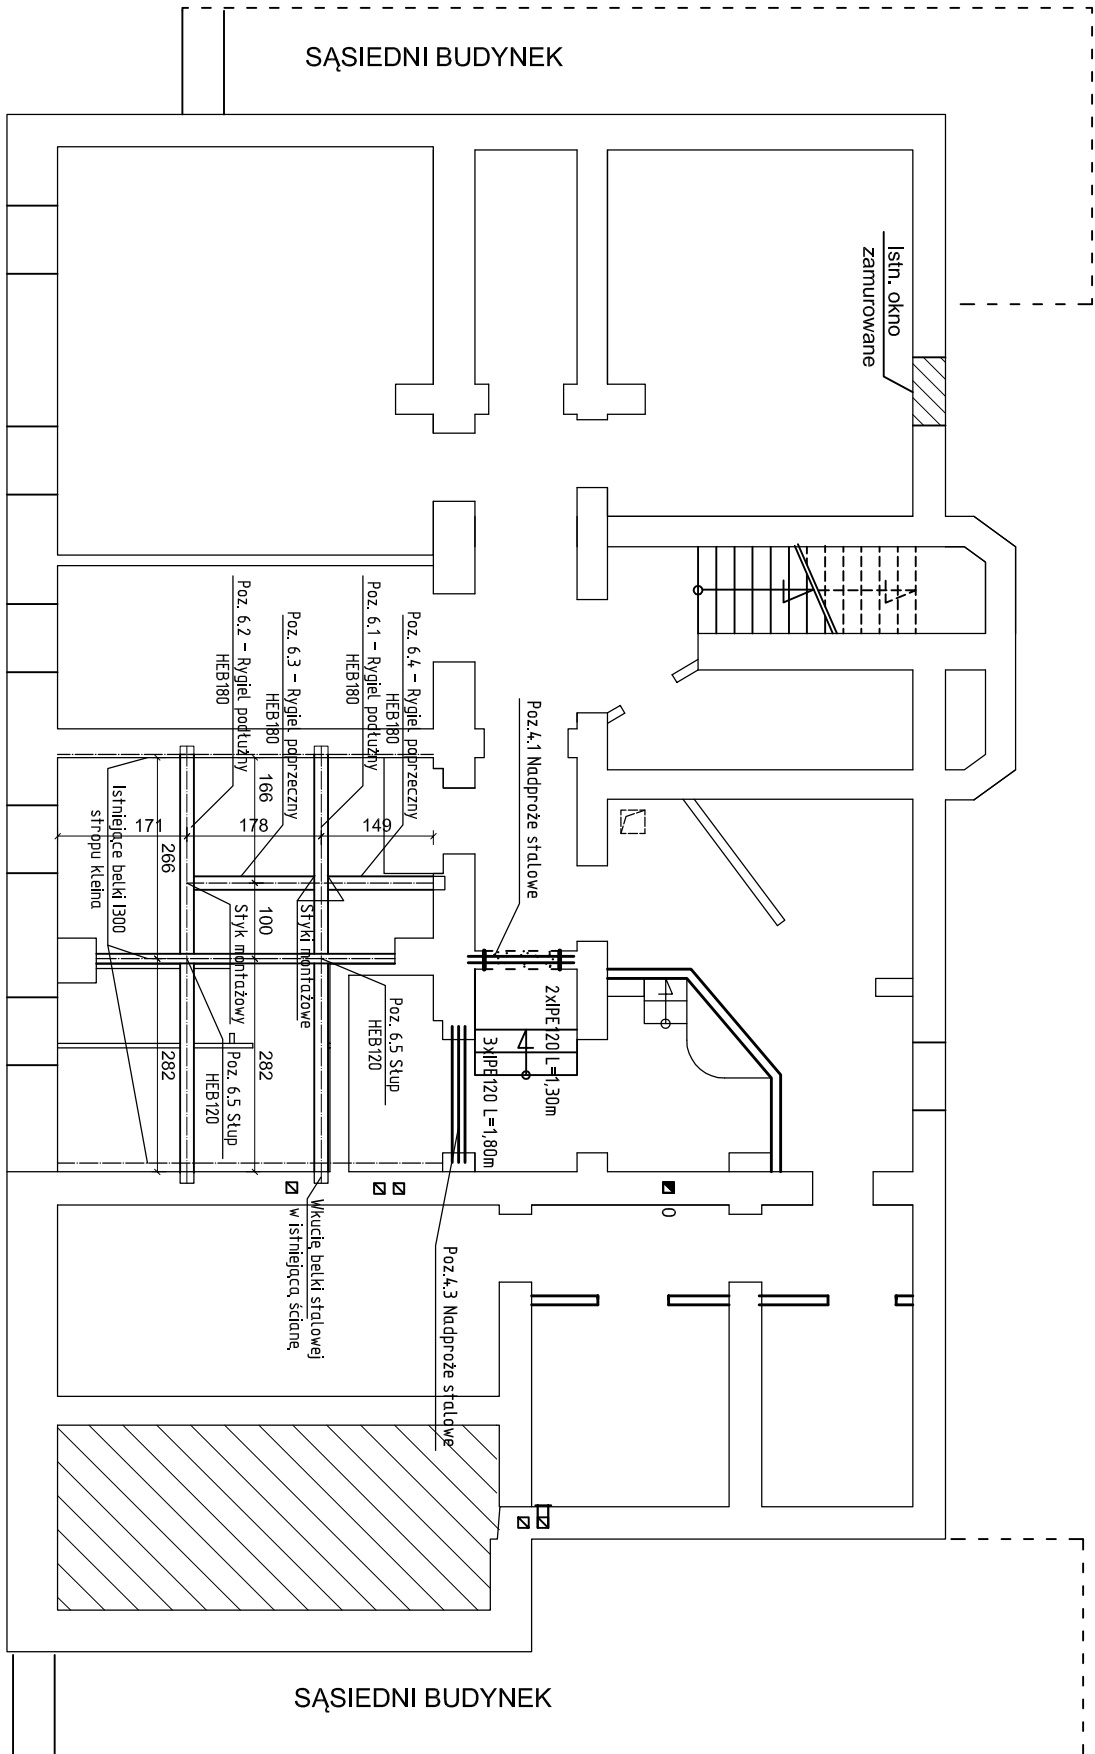 SĄSIEDNI BUDYNEK
Istn. okno
zamurowane
Poz. 6.4 - Rygiel poprzeczny
HEB180
Poz. 6.1 - Rygiel podłużny
HEB180
Poz. 6.3 - Rygiel poprzeczny
HEB180
Poz. 6.2 - Rygiel podłużny
HEB180
Poz.4.1 Nadproże stalowe
2xIPE120 L=1,30m
3xIPE120 L=1,80m
166
171
178
149
266
100
282
282
Istniejące belki I300
stropu kleina
Styki montażowe
Styk montażowy
Poz. 6.5 Słup
HEB120
Poz. 6.5 Słup
HEB120
Wkucie belki stalowej
w istniejącą ścianę
0
Poz.4.3 Nadproże stalowe
SĄSIEDNI BUDYNEK